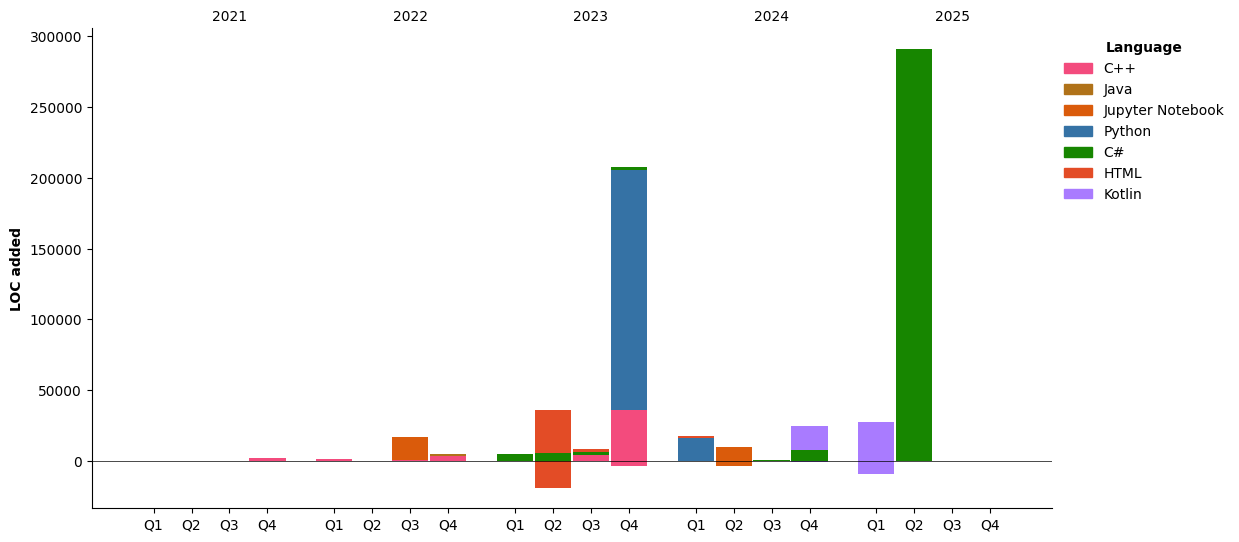 2021 2022 2023 2024 2025
300000
250000
200000
150000
100000
50000
0
LOC added
Q1 Q2 Q3 Q4 Q1 Q2 Q3 Q4 Q1 Q2 Q3 Q4 Q1 Q2 Q3 Q4 Q1 Q2 Q3 Q4
Language
C++
Java
Jupyter Notebook
Python
C#
HTML
Kotlin